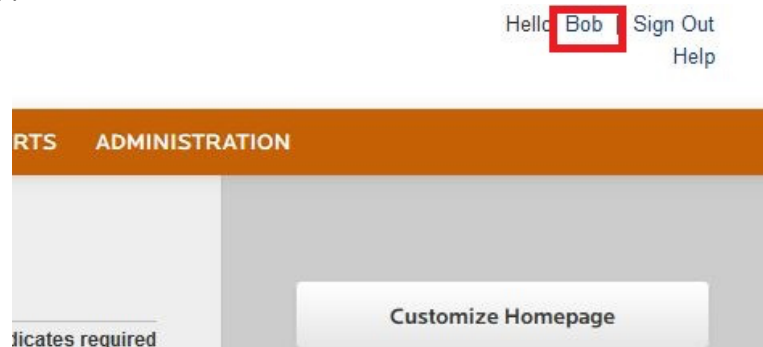 Hello Bob | Sign Out
Help
RTS ADMINISTRATION
Customize Homepage
dicates required